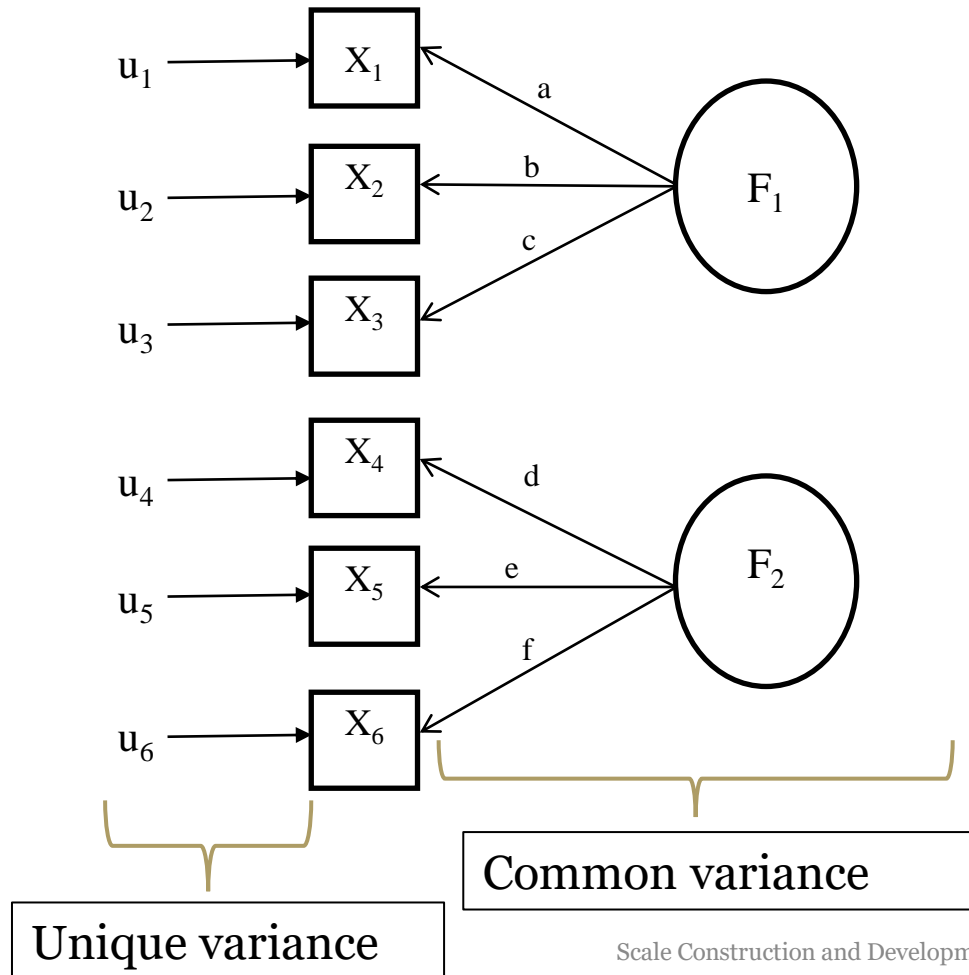 u₁ X₁ a
u₂ X₂ b F₁
u₃ X₃ c
u₄ X₄ d
u₅ X₅ e F₂
u₆ X₆ f
Common variance
Unique variance
Scale Construction and Developm